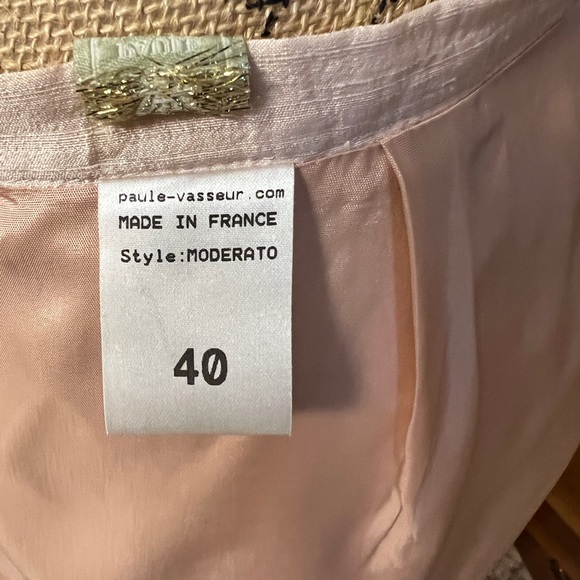 paule-vasseur.com
MADE IN FRANCE
Style:MODERATO
40